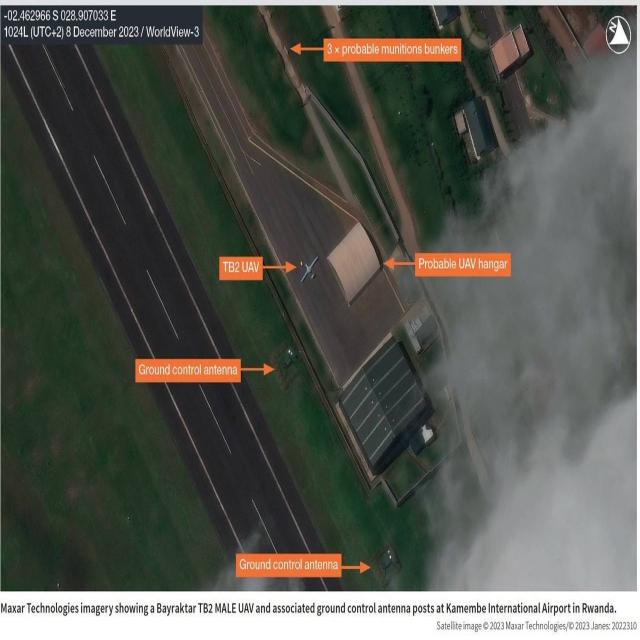 -02.462966 S 028.907033 E
1024L (UTC+2) 8 December 2023 / WorldView-3
3 × probable munitions bunkers
TB2 UAV
Probable UAV hangar
Ground control antenna
Ground control antenna
Maxar Technologies imagery showing a Bayraktar TB2 MALE UAV and associated ground control antenna posts at Kamembe International Airport in Rwanda.
Satellite image © 2023 Maxar Technologies/© 2023 Janes: 2022310